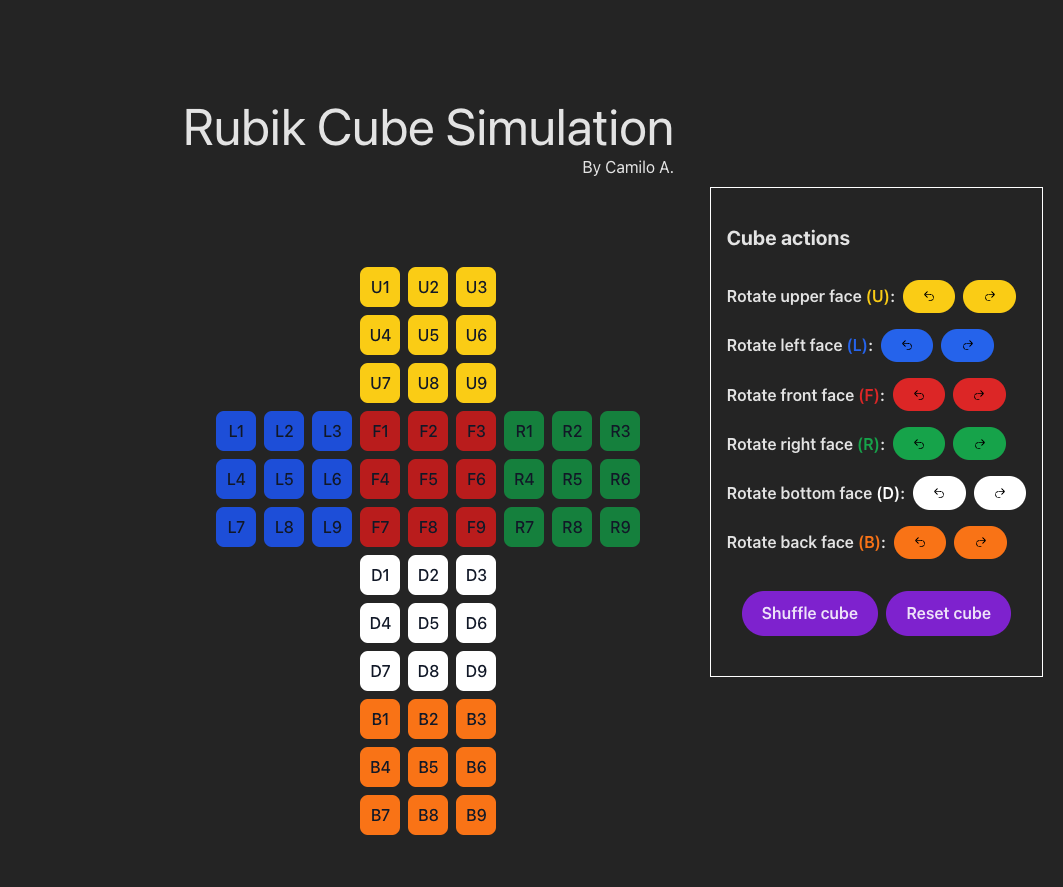 Rubik Cube Simulation
By Camilo A.
U1 U2 U3
U4 U5 U6
U7 U8 U9
L1 L2 L3 F1 F2 F3 R1 R2 R3
L4 L5 L6 F4 F5 F6 R4 R5 R6
L7 L8 L9 F7 F8 F9 R7 R8 R9
D1 D2 D3
D4 D5 D6
D7 D8 D9
B1 B2 B3
B4 B5 B6
B7 B8 B9
Cube actions
Rotate upper face (U):
Rotate left face (L):
Rotate front face (F):
Rotate right face (R):
Rotate bottom face (D):
Rotate back face (B):
Shuffle cube Reset cube